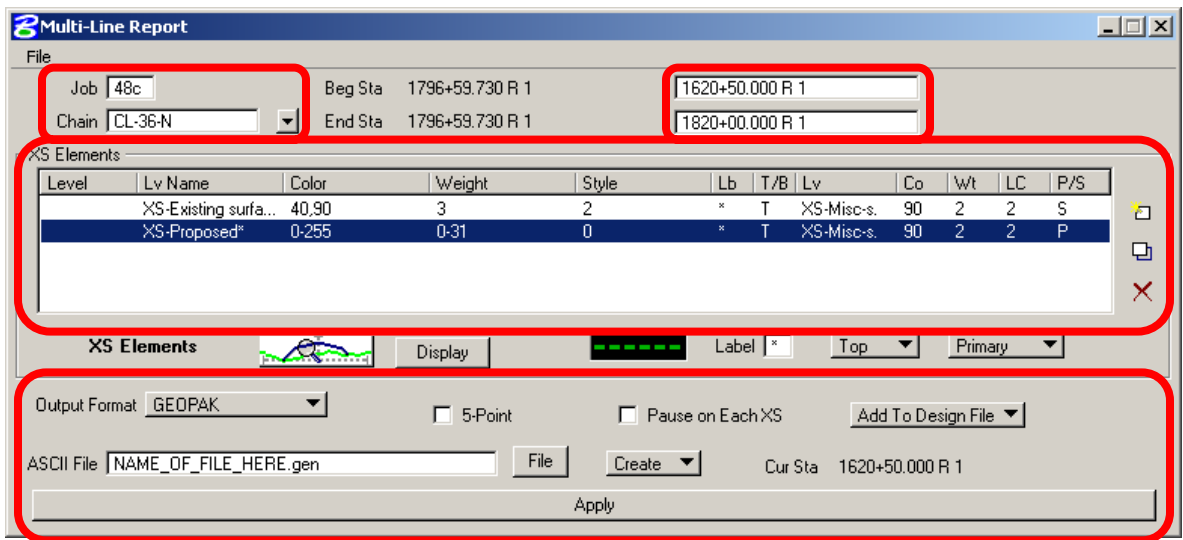 Multi-Line Report
File
Job 48c Beg Sta 1796+59.730 R 1 1620+50.000 R 1
Chain CL-36-N End Sta 1796+59.730 R 1 1820+00.000 R 1
XS Elements
Level Lv Name Color Weight Style Lb T/B Lv Co Wt LC P/S
XS-Existing surfa... 40,90 3 2 * T XS-Misc-s. 90 2 2 S
XS-Proposed* 0-255 0-31 0 * T XS-Misc-s. 90 2 2 P
XS Elements Display Label * Top Primary
Output Format GEOPAK 5-Point Pause on Each XS Add To Design File
ASCII File NAME_OF_FILE_HERE.gen File Create Cur Sta 1620+50.000 R 1
Apply